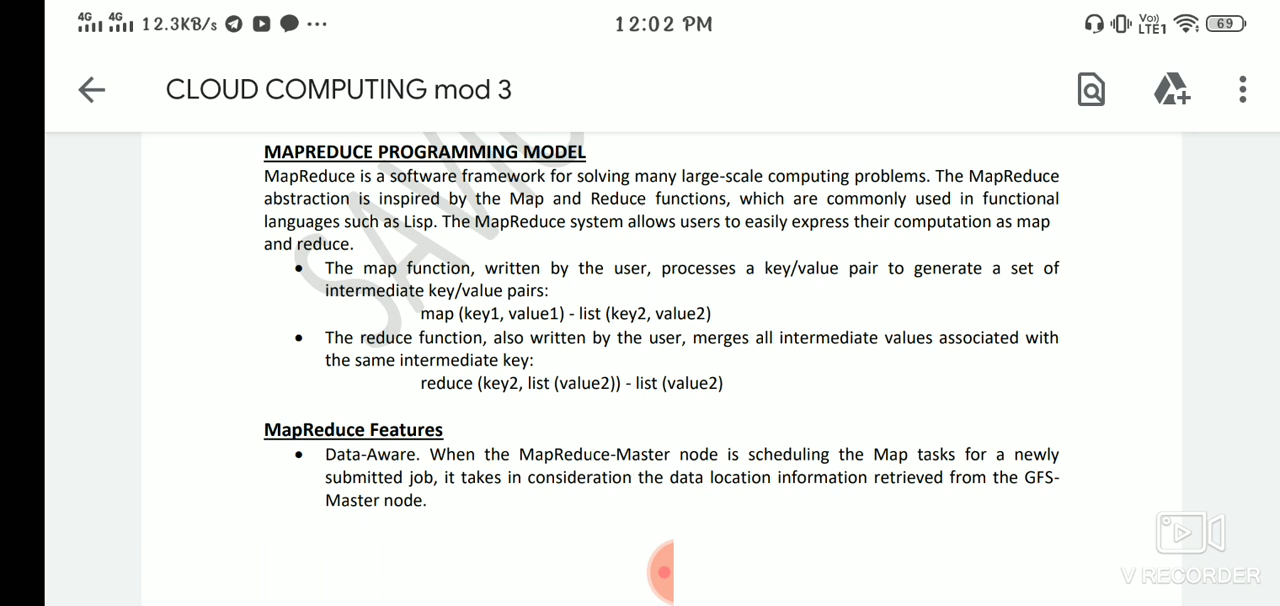 4G 4G 12.3KB/s ... 12:02 PM Vo)) LTE1 69
CLOUD COMPUTING mod 3
MAPREDUCE PROGRAMMING MODEL
MapReduce is a software framework for solving many large-scale computing problems. The MapReduce
abstraction is inspired by the Map and Reduce functions, which are commonly used in functional
languages such as Lisp. The MapReduce system allows users to easily express their computation as map
and reduce.
• The map function, written by the user, processes a key/value pair to generate a set of
intermediate key/value pairs:
map (key1, value1) - list (key2, value2)
• The reduce function, also written by the user, merges all intermediate values associated with
the same intermediate key:
reduce (key2, list (value2)) - list (value2)
MapReduce Features
• Data-Aware. When the MapReduce-Master node is scheduling the Map tasks for a newly
submitted job, it takes in consideration the data location information retrieved from the GFS-
Master node.
V RECORDER